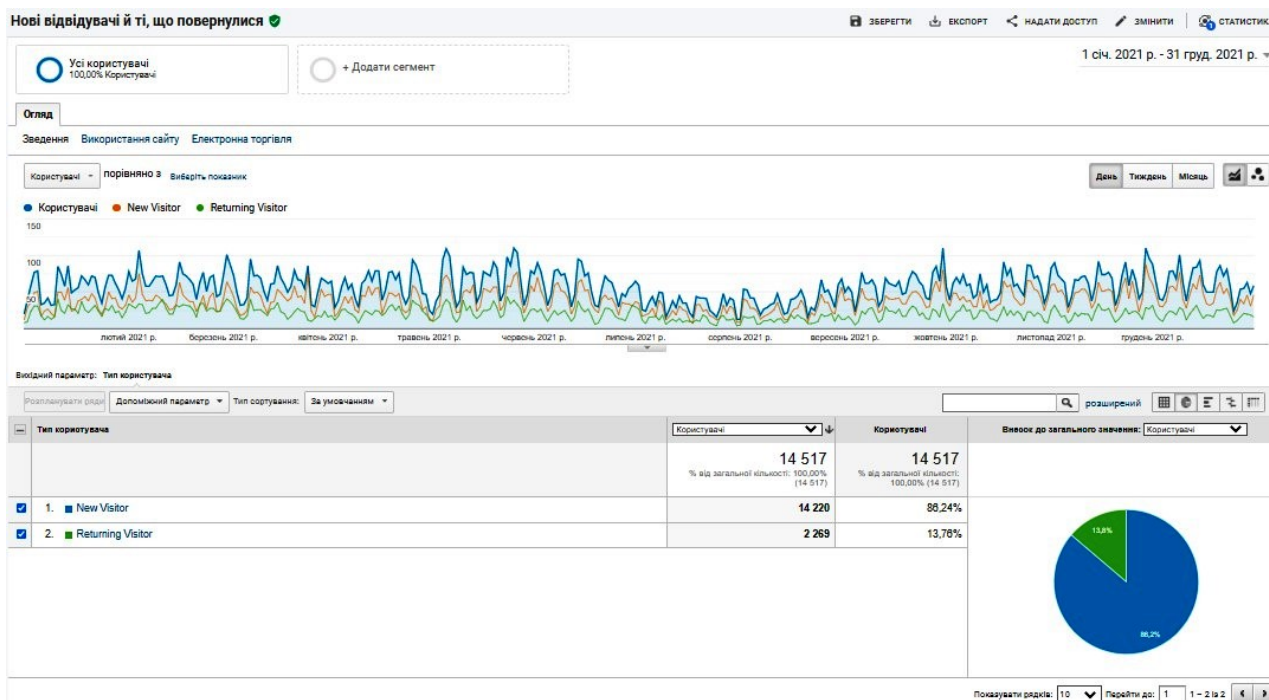 Нові відвідувачі й ті, що повернулися
ЗБЕРЕГТИ ЕКСПОРТ НАДАТИ ДОСТУП ЗМІНИТИ СТАТИСТИК
Усі користувачі
100,00% Користувачі
+ Додати сегмент
1 січ. 2021 р. - 31 груд. 2021 р.
Огляд
Зведення Використання сайту Електронна торгівля
Користувачі порівняно з Виберіть показник
День Тиждень Місяць
Користувачі New Visitor Returning Visitor
150
100
50
лютий 2021 р. березень 2021 р. квітень 2021 р. травень 2021 р. червень 2021 р. липень 2021 р. серпень 2021 р. вересень 2021 р. жовтень 2021 р. листопад 2021 р. грудень 2021 р.
Вихідний параметр: Тип користувача
Розпланувати ряди Допоміжний параметр Тип сортування: За умовчанням розширений
Тип користувача Користувачі Користувачі Внесок до загального значення: Користувачі
14 517 14 517
% від загальної кількості: 100,00% (14 517) % від загальної кількості: 100,00% (14 517)
1. New Visitor 14 220 86,24%
2. Returning Visitor 2 269 13,76%
13,8%
86,2%
Показувати рядків: 10 Перейти до: 1 1 – 2 із 2